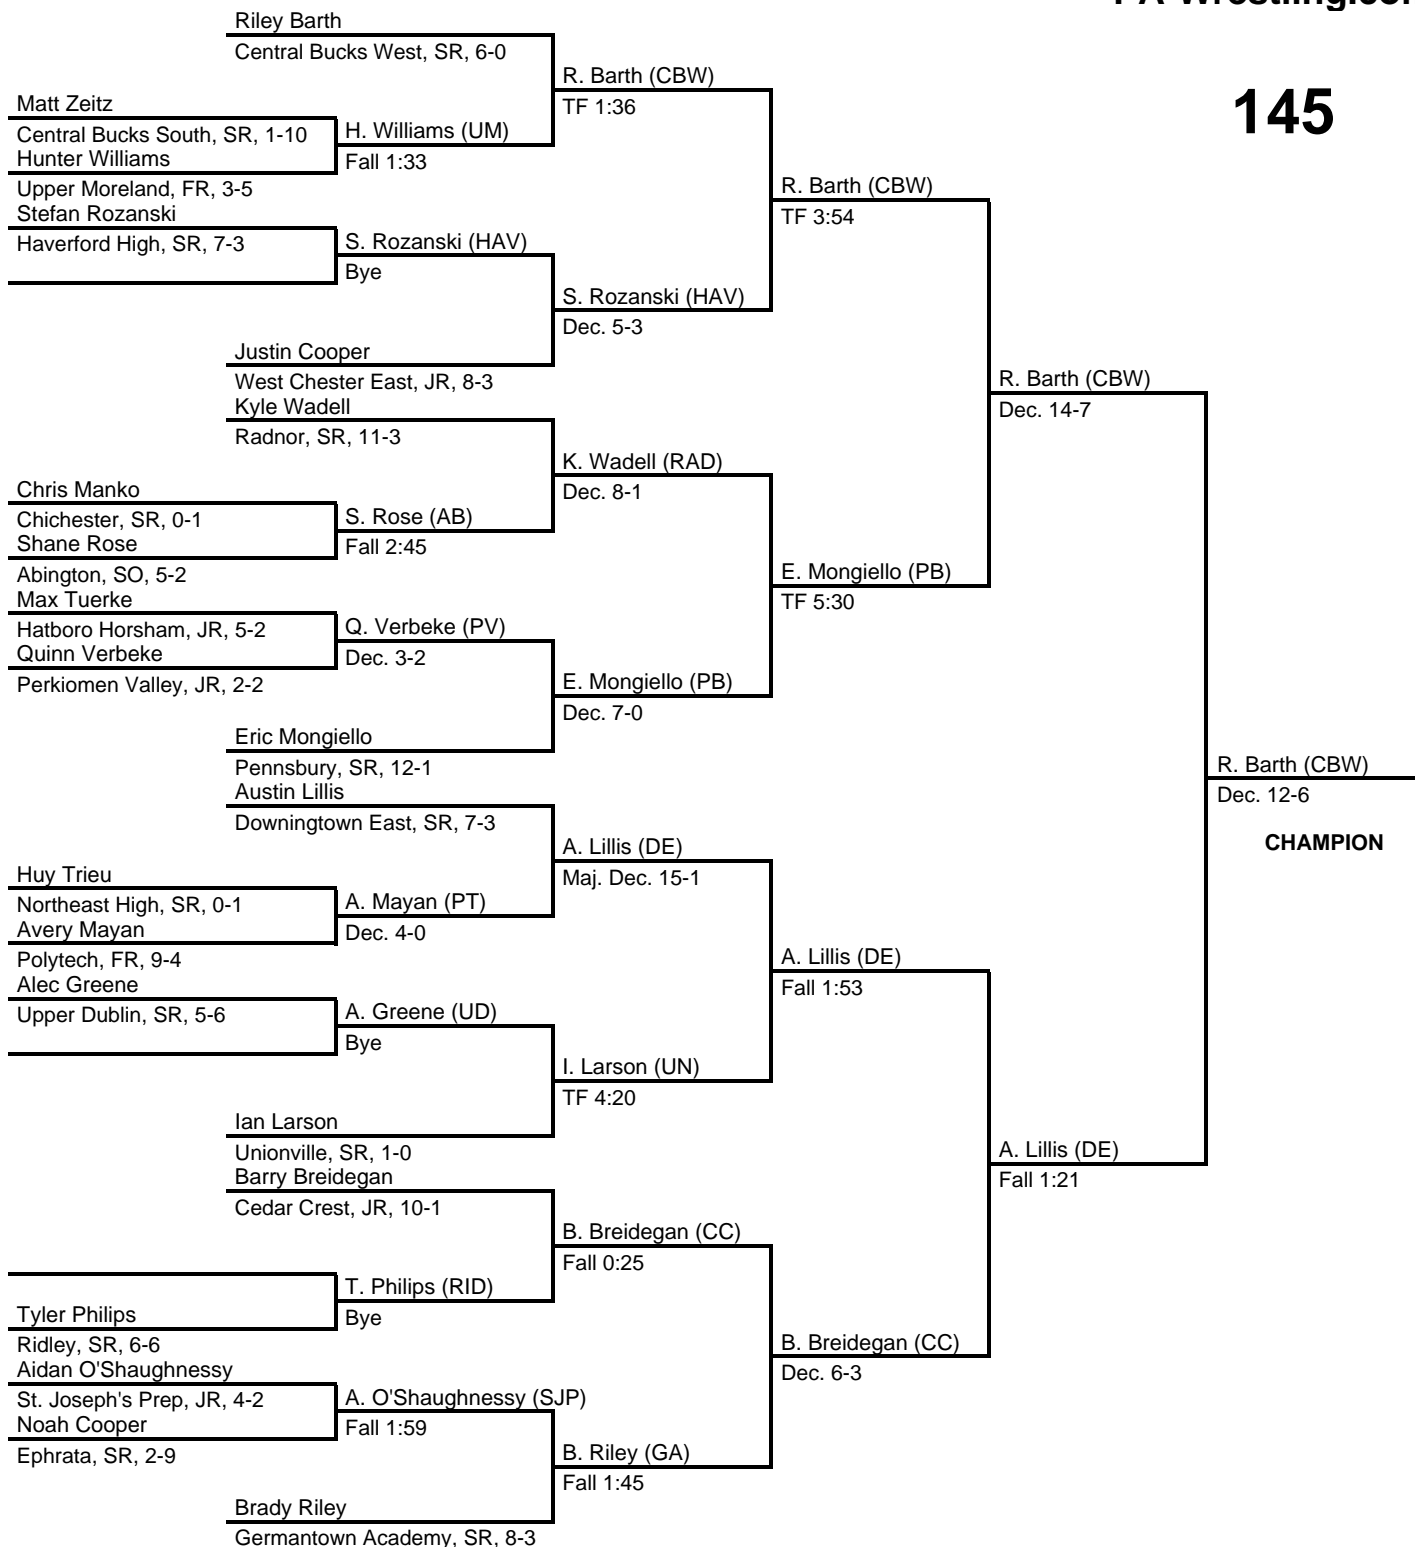 PA-Wrestling.com
145
Riley Barth
Central Bucks West, SR, 6-0
Matt Zeitz
Central Bucks South, SR, 1-10
Hunter Williams
Upper Moreland, FR, 3-5
Stefan Rozanski
Haverford High, SR, 7-3
Justin Cooper
West Chester East, JR, 8-3
Kyle Wadell
Radnor, SR, 11-3
Chris Manko
Chichester, SR, 0-1
Shane Rose
Abington, SO, 5-2
Max Tuerke
Hatboro Horsham, JR, 5-2
Quinn Verbeke
Perkiomen Valley, JR, 2-2
Eric Mongiello
Pennsbury, SR, 12-1
Austin Lillis
Downingtown East, SR, 7-3
Huy Trieu
Northeast High, SR, 0-1
Avery Mayan
Polytech, FR, 9-4
Alec Greene
Upper Dublin, SR, 5-6
Ian Larson
Unionville, SR, 1-0
Barry Breidegan
Cedar Crest, JR, 10-1
Tyler Philips
Ridley, SR, 6-6
Aidan O'Shaughnessy
St. Joseph's Prep, JR, 4-2
Noah Cooper
Ephrata, SR, 2-9
Brady Riley
Germantown Academy, SR, 8-3
H. Williams (UM)
Fall 1:33
S. Rozanski (HAV)
Bye
S. Rose (AB)
Fall 2:45
Q. Verbeke (PV)
Dec. 3-2
A. Mayan (PT)
Dec. 4-0
A. Greene (UD)
Bye
T. Philips (RID)
Bye
A. O'Shaughnessy (SJP)
Fall 1:59
R. Barth (CBW)
TF 1:36
S. Rozanski (HAV)
Dec. 5-3
K. Wadell (RAD)
Dec. 8-1
E. Mongiello (PB)
Dec. 7-0
A. Lillis (DE)
Maj. Dec. 15-1
I. Larson (UN)
TF 4:20
B. Breidegan (CC)
Fall 0:25
B. Riley (GA)
Fall 1:45
R. Barth (CBW)
TF 3:54
E. Mongiello (PB)
TF 5:30
A. Lillis (DE)
Fall 1:53
B. Breidegan (CC)
Dec. 6-3
R. Barth (CBW)
Dec. 14-7
A. Lillis (DE)
Fall 1:21
R. Barth (CBW)
Dec. 12-6
CHAMPION